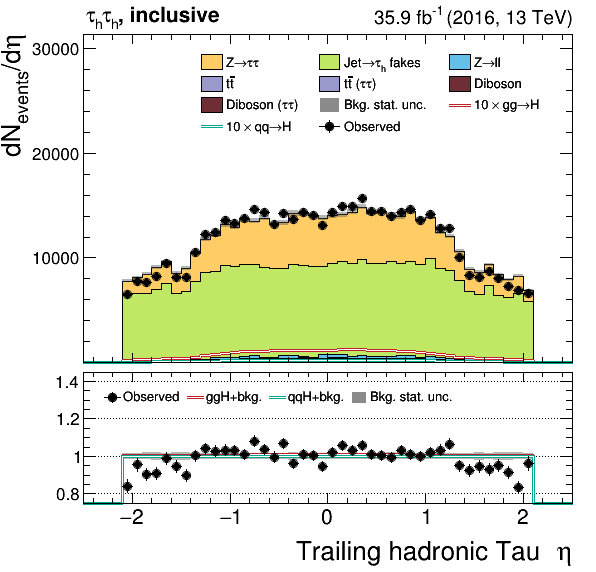 τₕτₕ, inclusive 35.9 fb⁻¹ (2016, 13 TeV)
dN_events/dη
30000
20000
10000
Z→ττ Jet→τₕ fakes Z→ll
tt̄ tt̄ (ττ) Diboson
Diboson (ττ) Bkg. stat. unc. 10 × gg→H
10 × qq→H Observed
1.4
1.2
1
0.8
Observed ggH+bkg. qqH+bkg. Bkg. stat. unc.
−2 −1 0 1 2
Trailing hadronic Tau η